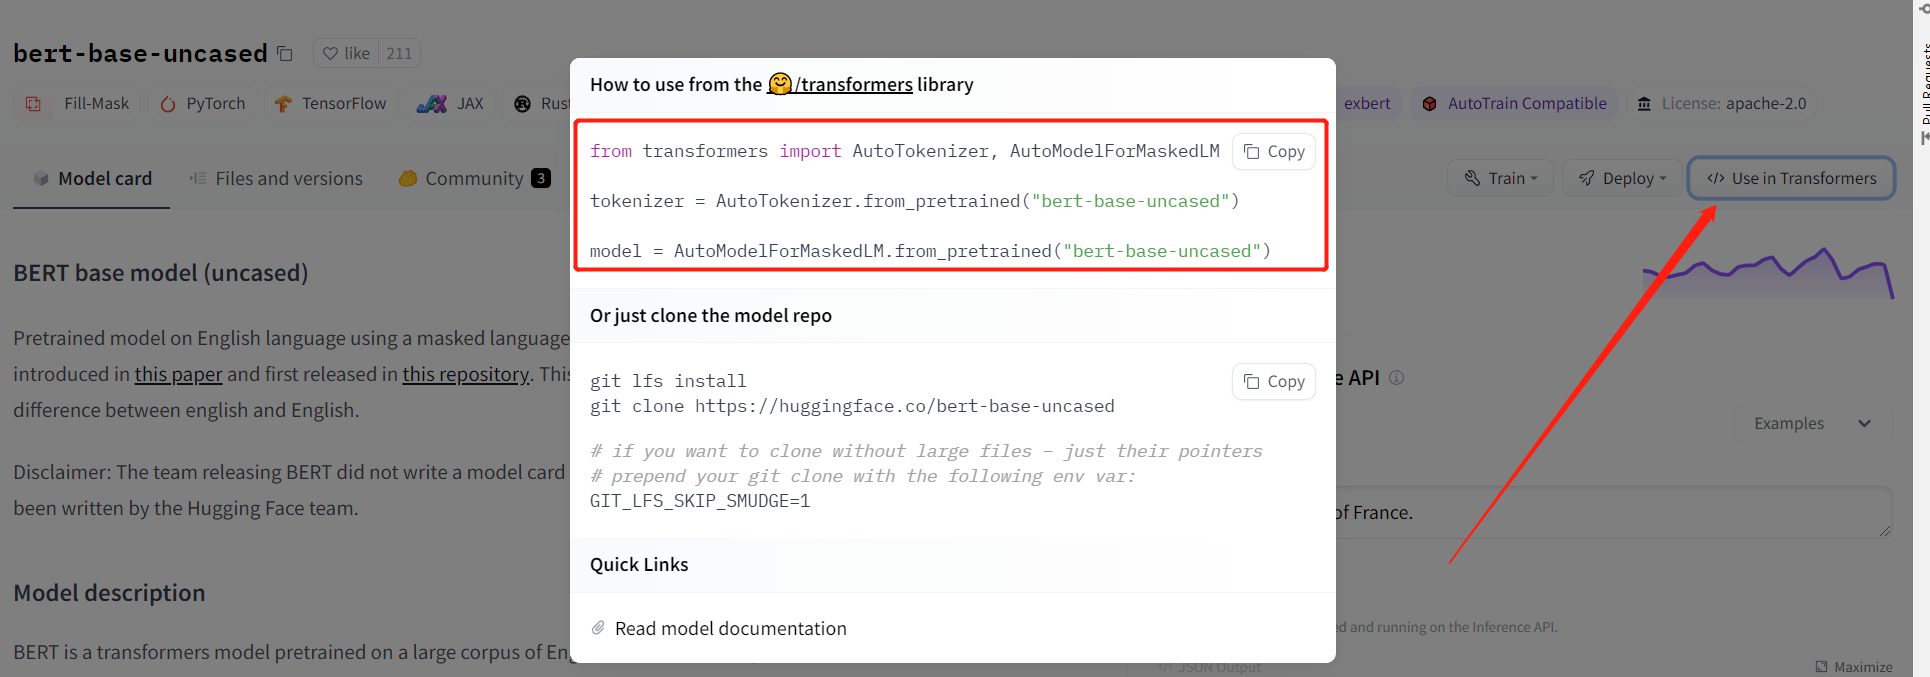 bert-base-uncased like 211
Fill-Mask PyTorch TensorFlow JAX Rust exbert AutoTrain Compatible License: apache-2.0
Model card Files and versions Community 3 Train Deploy </> Use in Transformers
How to use from the 🤗/transformers library
from transformers import AutoTokenizer, AutoModelForMaskedLM Copy
tokenizer = AutoTokenizer.from_pretrained("bert-base-uncased")
model = AutoModelForMaskedLM.from_pretrained("bert-base-uncased")
Or just clone the model repo
git lfs install Copy
git clone https://huggingface.co/bert-base-uncased
# if you want to clone without large files – just their pointers
# prepend your git clone with the following env var:
GIT_LFS_SKIP_SMUDGE=1
Quick Links
Read model documentation
BERT base model (uncased)
Pretrained model on English language using a masked language
introduced in this paper and first released in this repository. This
difference between english and English.
Disclaimer: The team releasing BERT did not write a model card
been written by the Hugging Face team.
Model description
BERT is a transformers model pretrained on a large corpus of Eng
API
Examples
of France.
and running on the Inference API.
</> JSON Output
Maximize
Pull Requests